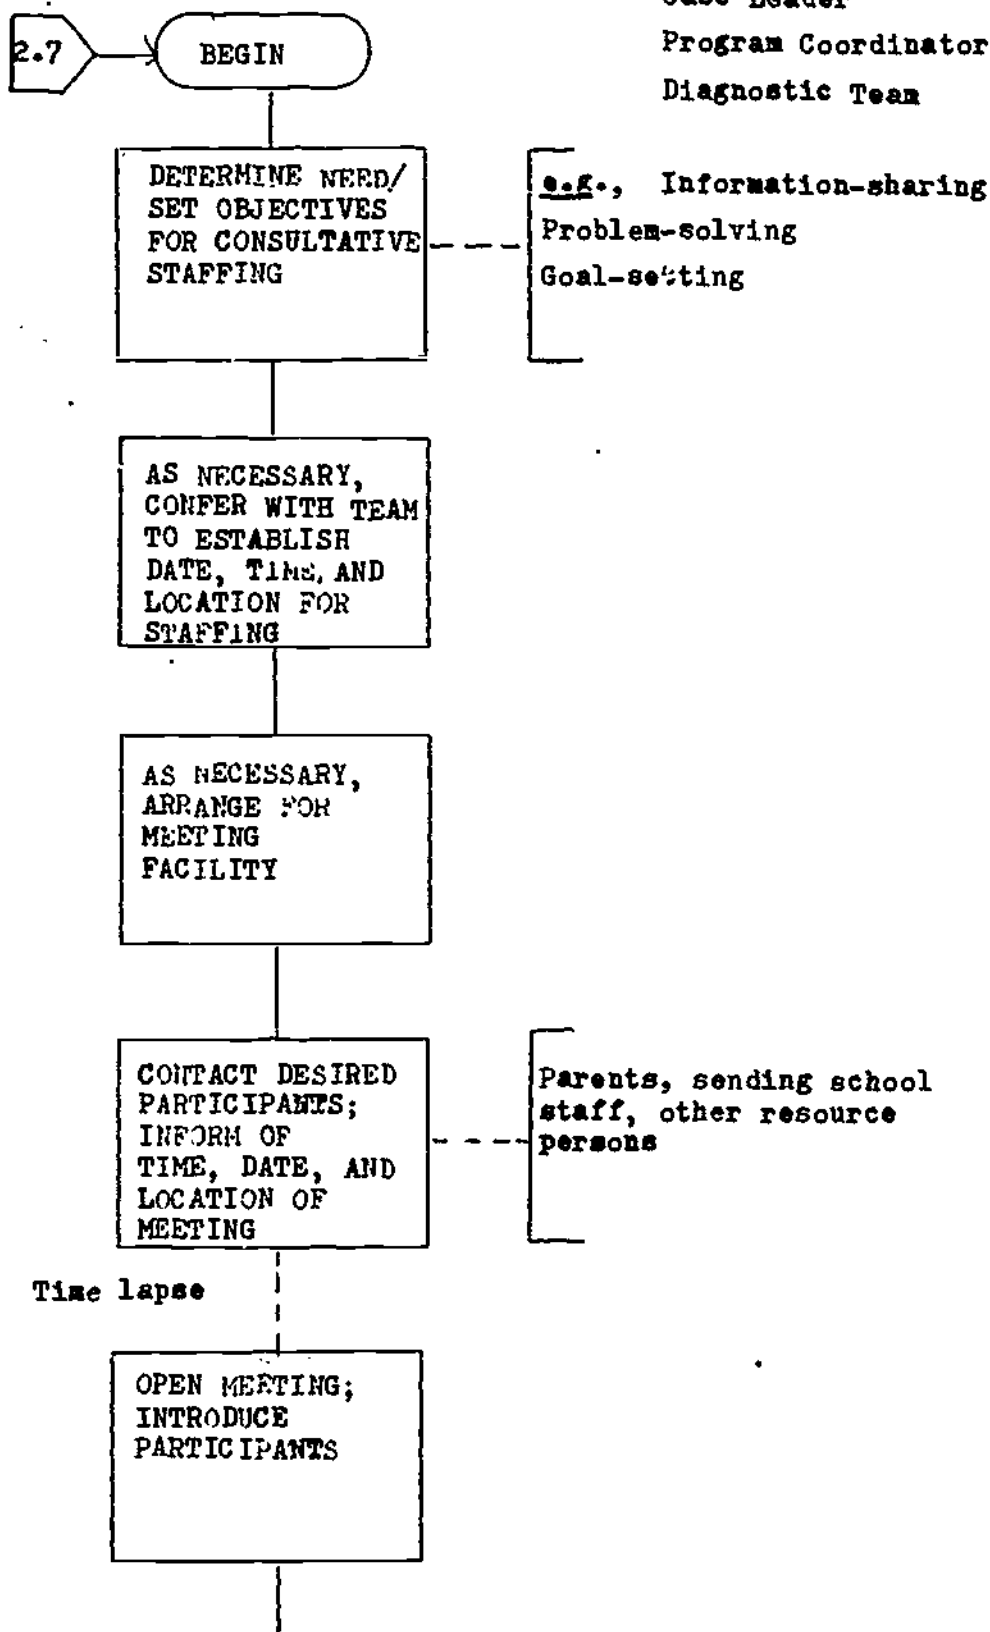 Program Coordinator
Diagnostic Team
2.7
BEGIN
DETERMINE NEED/
SET OBJECTIVES
FOR CONSULTATIVE
STAFFING
e.g., Information-sharing
Problem-solving
Goal-setting
AS NECESSARY,
CONFER WITH TEAM
TO ESTABLISH
DATE, TIME, AND
LOCATION FOR
STAFFING
AS NECESSARY,
ARRANGE FOR
MEETING
FACILITY
CONTACT DESIRED
PARTICIPANTS;
INFORM OF
TIME, DATE, AND
LOCATION OF
MEETING
Parents, sending school
staff, other resource
persons
Time lapse
OPEN MEETING;
INTRODUCE
PARTICIPANTS